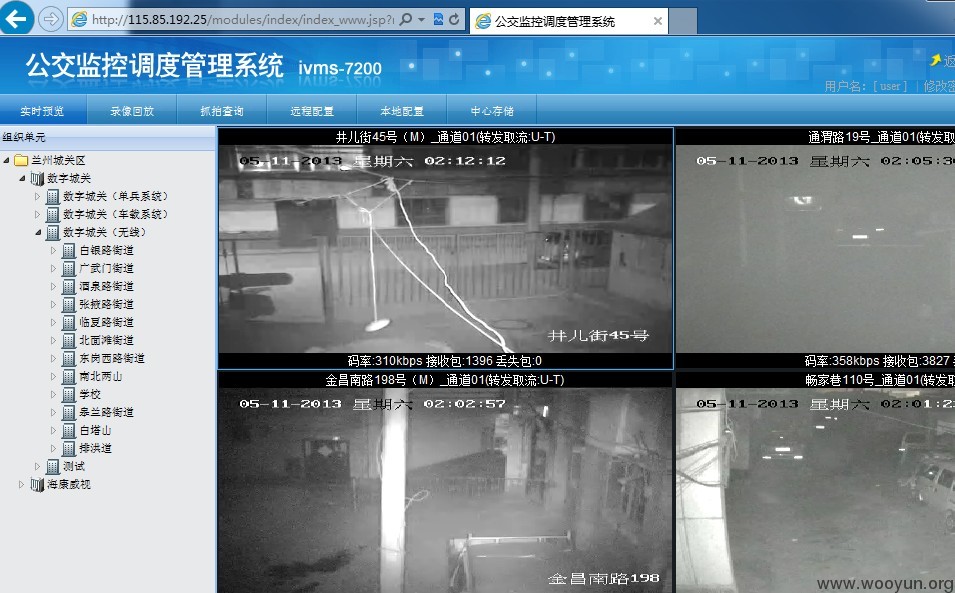 http://115.85.192.25/modules/index/index_www.jsp?
公交监控调度管理系统
公交监控调度管理系统 ivms-7200
用户名:[user] | 修改密
实时预览 录像回放 抓拍查询 远程配置 本地配置 中心存储
组织单元
兰州城关区
数字城关
数字城关（单兵系统）
数字城关（车载系统）
数字城关（无线）
白银路街道
广武门街道
酒泉路街道
张掖路街道
临夏路街道
北面滩街道
东岗西路街道
南北两山
学校
皋兰路街道
白塔山
排洪道
测试
海康威视
井儿街45号（M）_通道01(转发取流:U-T)
05-11-2013 星期六 02:12:12
井儿街45号
码率:310kbps 接收包:1396 丢失包:0
通渭路19号_通道01(转发取
05-11-2013 星期六 02:05:3
码率:358kbps 接收包:3827
金昌南路198号（M）_通道01(转发取流:U-T)
05-11-2013 星期六 02:02:57
金昌南路198
畅家巷110号_通道01(转发取
05-11-2013 星期六 02:01:2
www.wooyun.org